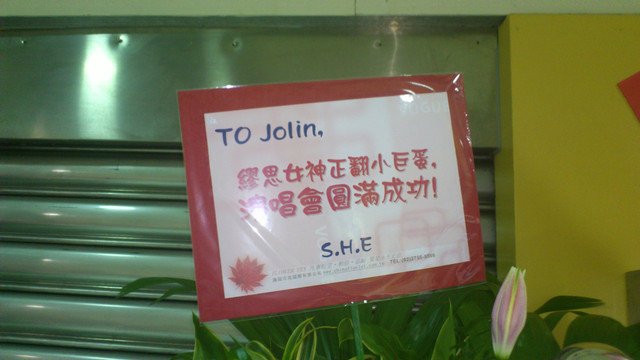 TO Jolin,
繆思女神正翻小巨蛋,
演唱會圓滿成功!
S.H.E